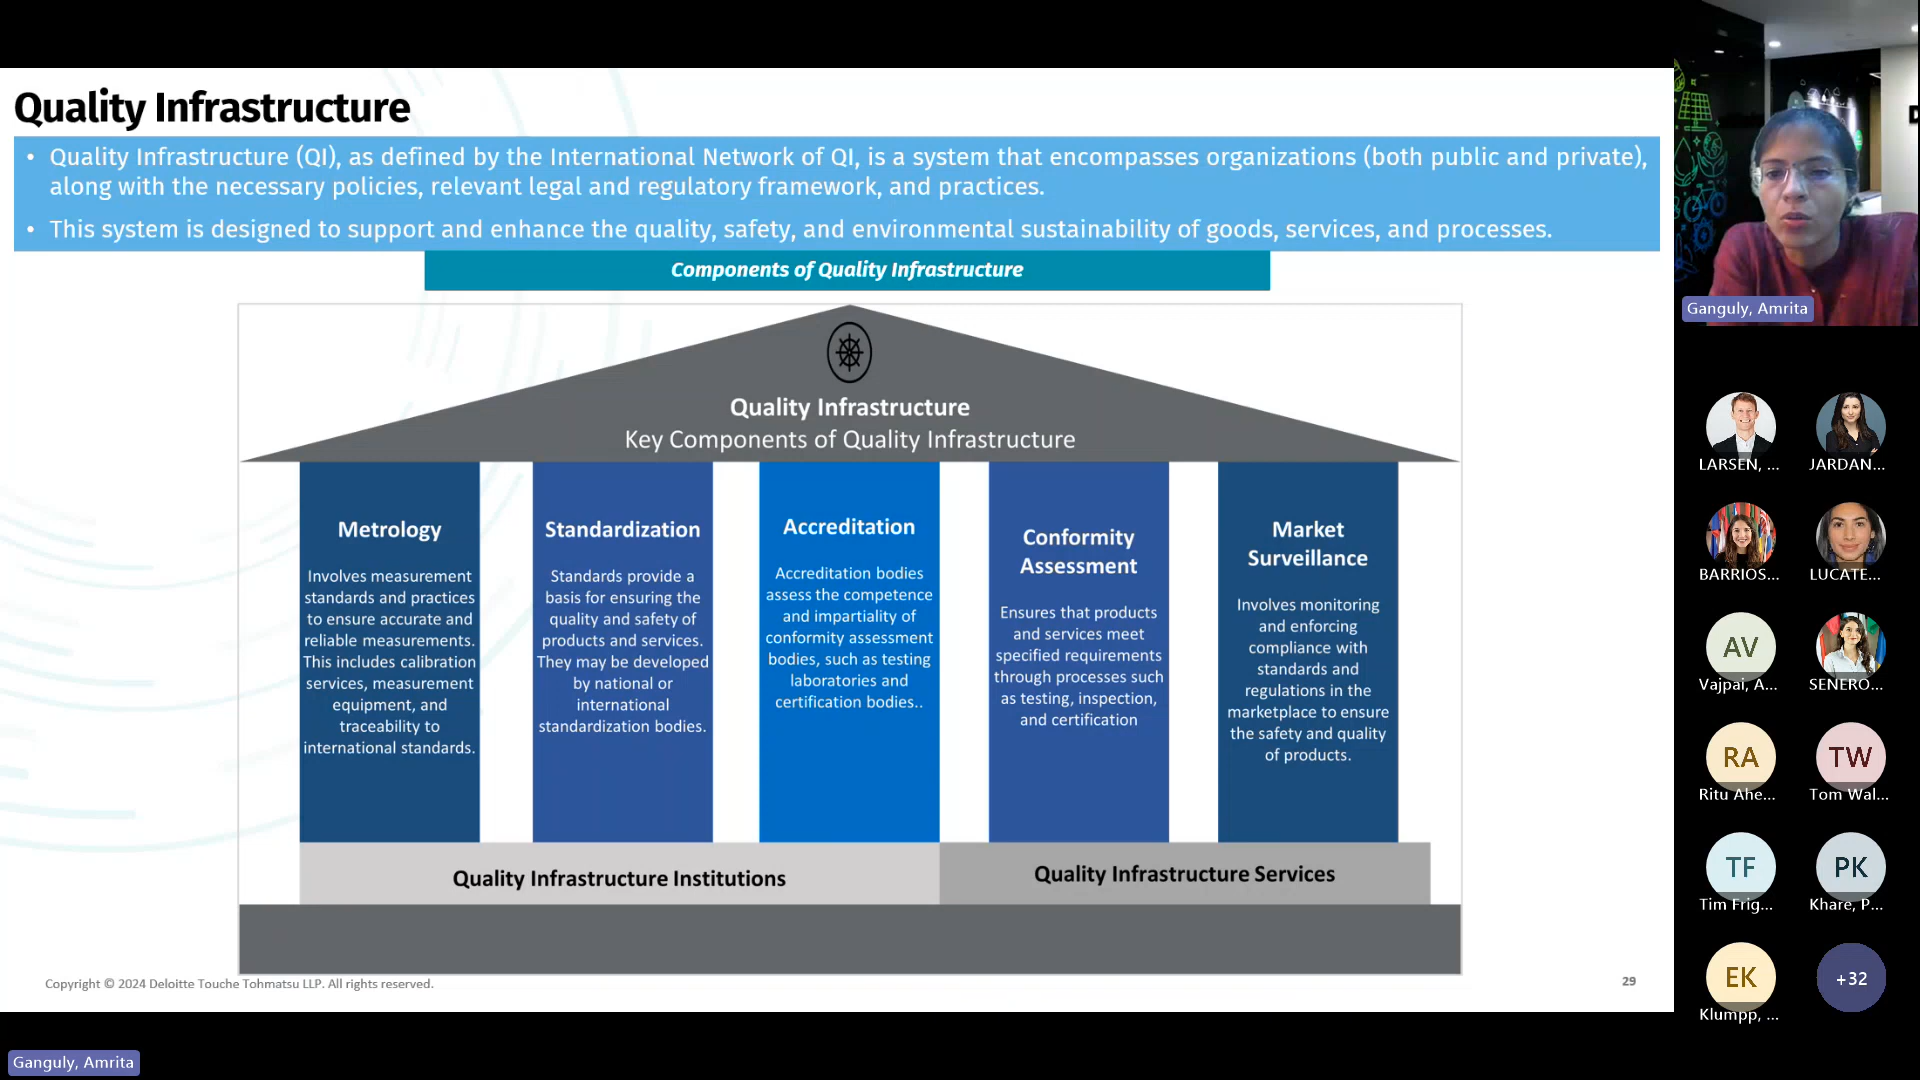 Quality Infrastructure
• Quality Infrastructure (QI), as defined by the International Network of QI, is a system that encompasses organizations (both public and private),
along with the necessary policies, relevant legal and regulatory framework, and practices.
• This system is designed to support and enhance the quality, safety, and environmental sustainability of goods, services, and processes.
Components of Quality Infrastructure
Quality Infrastructure
Key Components of Quality Infrastructure
Metrology
Involves measurement
standards and practices
to ensure accurate and
reliable measurements.
This includes calibration
services, measurement
equipment, and
traceability to
international standards.
Standardization
Standards provide a
basis for ensuring the
quality and safety of
products and services.
They may be developed
by national or
international
standardization bodies.
Accreditation
Accreditation bodies
assess the competence
and impartiality of
conformity assessment
bodies, such as testing
laboratories and
certification bodies..
Conformity
Assessment
Ensures that products
and services meet
specified requirements
through processes such
as testing, inspection,
and certification
Market
Surveillance
Involves monitoring
and enforcing
compliance with
standards and
regulations in the
marketplace to ensure
the safety and quality
of products.
Quality Infrastructure Institutions
Quality Infrastructure Services
Copyright © 2024 Deloitte Touche Tohmatsu LLP. All rights reserved.
29
Ganguly, Amrita
Ganguly, Amrita
LARSEN, ...
JARDAN...
BARRIOS...
LUCATE...
AV
Vajpai, A...
SENERO...
RA
Ritu Ahe...
TW
Tom Wal...
TF
Tim Frig...
PK
Khare, P...
EK
Klumpp, ...
+32